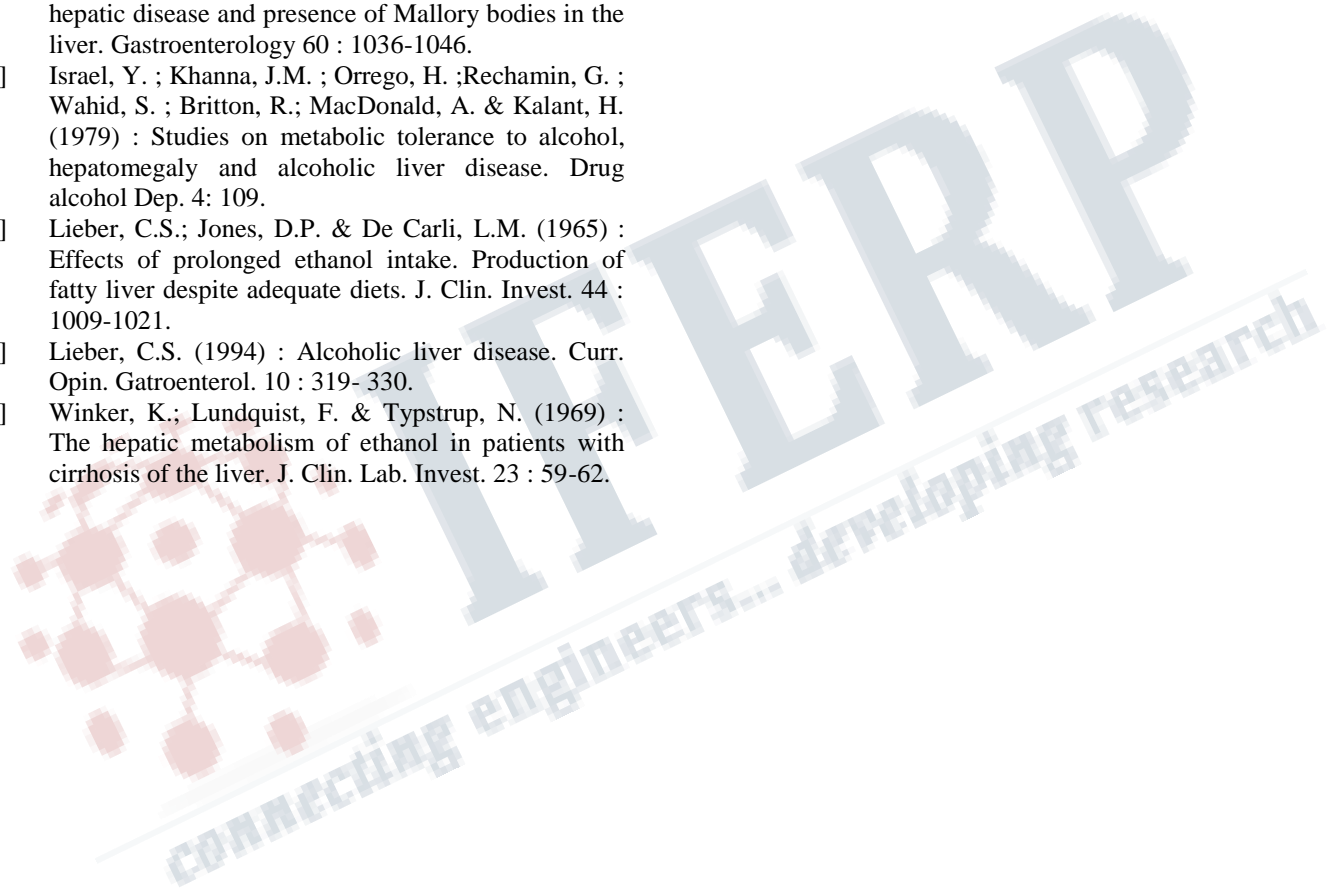 hepatic disease and presence of Mallory bodies in the
liver. Gastroenterology 60 : 1036-1046.
] Israel, Y. ; Khanna, J.M. ; Orrego, H. ;Rechamin, G. ;
Wahid, S. ; Britton, R.; MacDonald, A. & Kalant, H.
(1979) : Studies on metabolic tolerance to alcohol,
hepatomegaly and alcoholic liver disease. Drug
alcohol Dep. 4: 109.
] Lieber, C.S.; Jones, D.P. & De Carli, L.M. (1965) :
Effects of prolonged ethanol intake. Production of
fatty liver despite adequate diets. J. Clin. Invest. 44 :
1009-1021.
] Lieber, C.S. (1994) : Alcoholic liver disease. Curr.
Opin. Gatroenterol. 10 : 319- 330.
] Winker, K.; Lundquist, F. & Typstrup, N. (1969) :
The hepatic metabolism of ethanol in patients with
cirrhosis of the liver. J. Clin. Lab. Invest. 23 : 59-62.
IFERP
connecting engineers... developing research